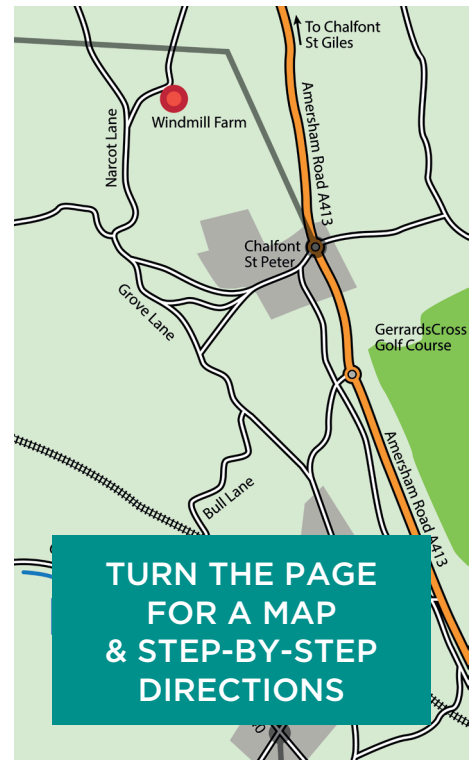 To Chalfont
St Giles
Windmill Farm
Narcot Lane
Amersham Road A413
Chalfont
St Peter
Grove Lane
GerrardsCross
Golf Course
Amersham Road A413
Bull Lane
TURN THE PAGE
FOR A MAP
& STEP-BY-STEP
DIRECTIONS